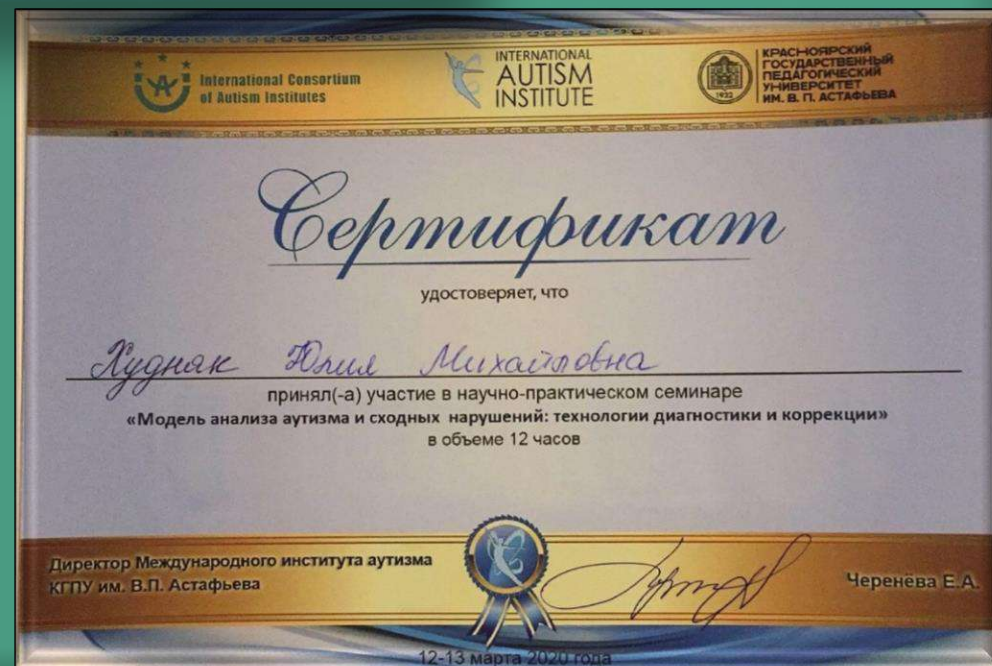 International Consortium
of Autism Institutes
INTERNATIONAL
AUTISM
INSTITUTE
КРАСНОЯРСКИЙ
ГОСУДАРСТВЕННЫЙ
ПЕДАГОГИЧЕСКИЙ
УНИВЕРСИТЕТ
ИМ. В. П. АСТАФЬЕВА
1932
Сертификат
удостоверяет, что
Худняк Юлия Михайловна
принял(-а) участие в научно-практическом семинаре
«Модель анализа аутизма и сходных нарушений: технологии диагностики и коррекции»
в объеме 12 часов
Директор Международного института аутизма
КГПУ им. В.П. Астафьева
Черенёва Е.А.
12-13 марта 2020 года